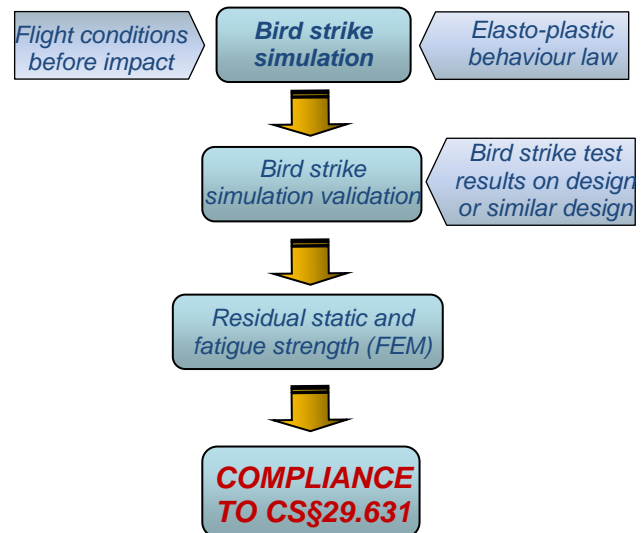 Flight conditions
before impact
Bird strike
simulation
Elasto-plastic
behaviour law
Bird strike
simulation validation
Bird strike test
results on design
or similar design
Residual static and
fatigue strength (FEM)
COMPLIANCE
TO CS§29.631